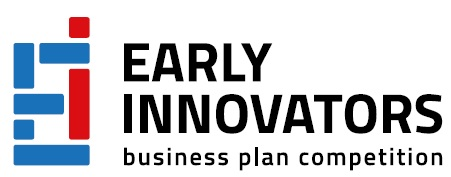 EARLY
INNOVATORS
business plan competition